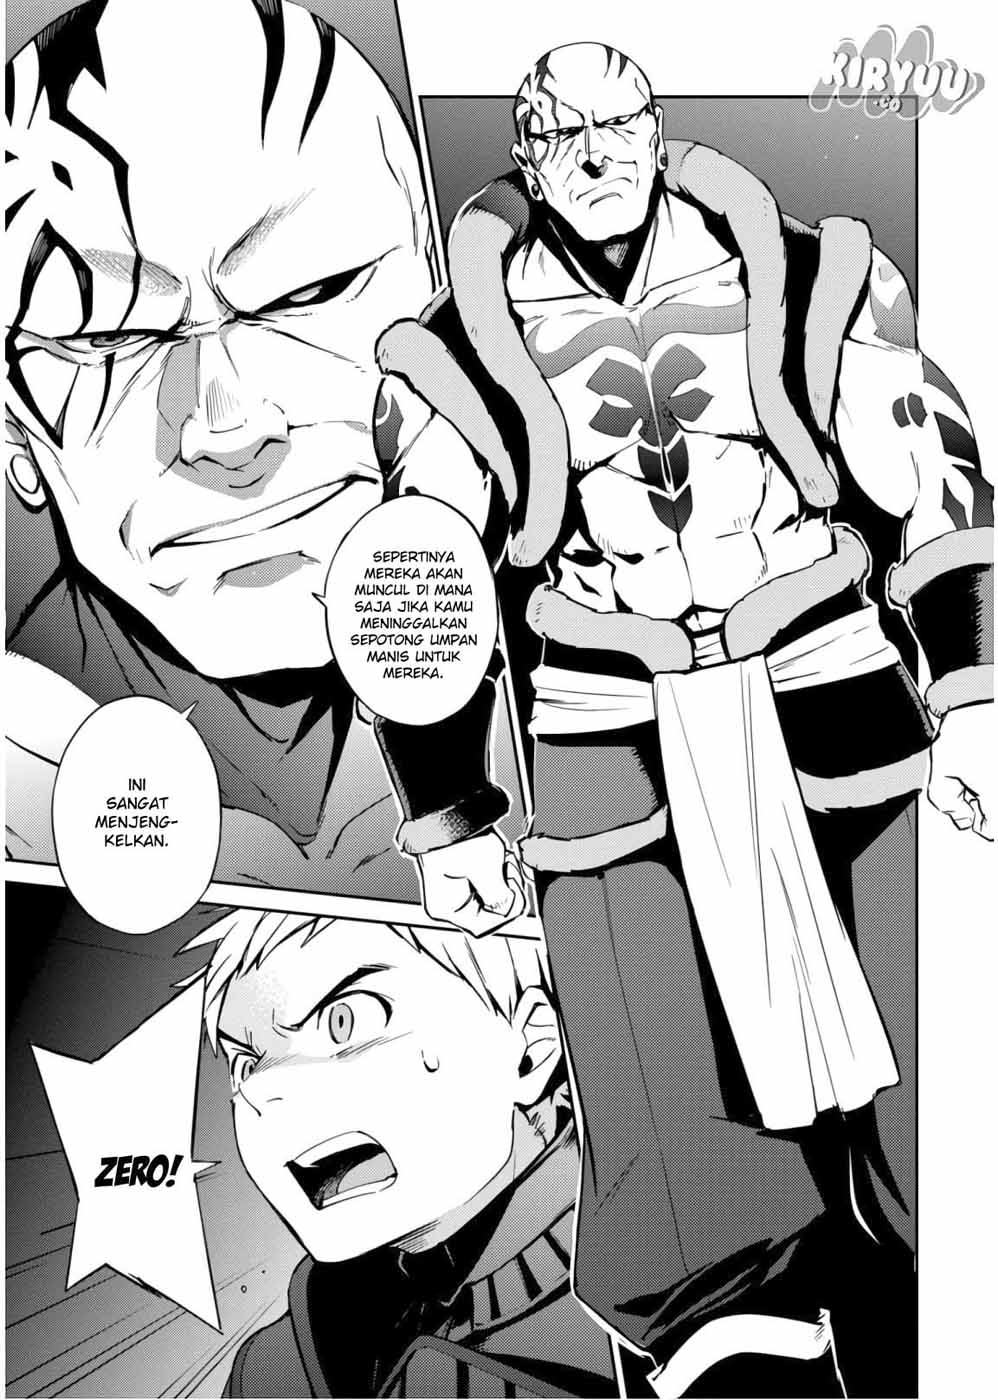 KIRYUU
.CO
SEPERTINYA
MEREKA AKAN
MUNCUL DI MANA
SAJA JIKA KAMU
MENINGGALKAN
SEPOTONG UMPAN
MANIS UNTUK
MEREKA.
INI
SANGAT
MENJENG-
KELKAN.
ZERO!